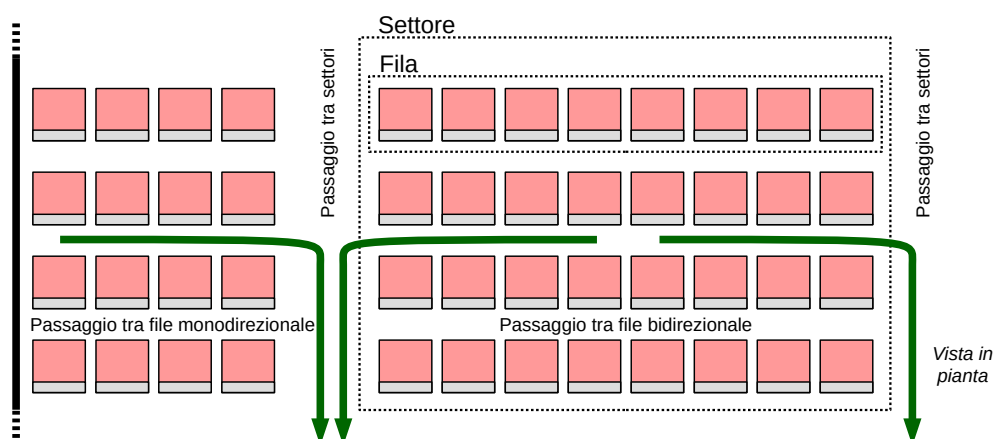 Settore
Fila
Passaggio tra settori
Passaggio tra settori
Passaggio tra file monodirezionale
Passaggio tra file bidirezionale
Vista in
pianta